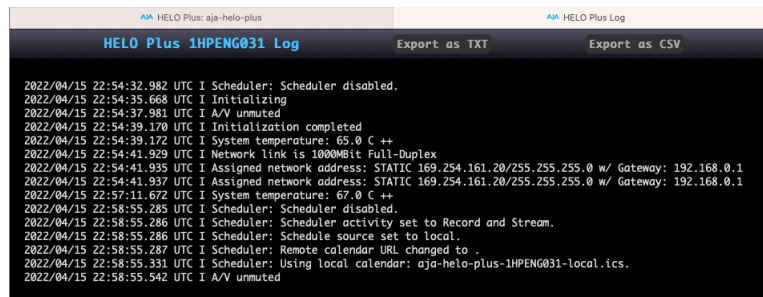 AJA HELO Plus: aja-helo-plus
AJA HELO Plus Log
HELO Plus 1HPENG031 Log
Export as TXT
Export as CSV
2022/04/15 22:54:32.982 UTC I Scheduler: Scheduler disabled.
2022/04/15 22:54:35.668 UTC I Initializing
2022/04/15 22:54:37.981 UTC I A/V unmuted
2022/04/15 22:54:39.170 UTC I Initialization completed
2022/04/15 22:54:39.172 UTC I System temperature: 65.0 C ++
2022/04/15 22:54:41.929 UTC I Network link is 1000MBit Full-Duplex
2022/04/15 22:54:41.935 UTC I Assigned network address: STATIC 169.254.161.20/255.255.255.0 w/ Gateway: 192.168.0.1
2022/04/15 22:54:41.937 UTC I Assigned network address: STATIC 169.254.161.20/255.255.255.0 w/ Gateway: 192.168.0.1
2022/04/15 22:57:11.672 UTC I System temperature: 67.0 C ++
2022/04/15 22:58:55.285 UTC I Scheduler: Scheduler disabled.
2022/04/15 22:58:55.286 UTC I Scheduler: Scheduler activity set to Record and Stream.
2022/04/15 22:58:55.286 UTC I Scheduler: Schedule source set to local.
2022/04/15 22:58:55.287 UTC I Scheduler: Remote calendar URL changed to .
2022/04/15 22:58:55.331 UTC I Scheduler: Using local calendar: aja-helo-plus-1HPENG031-local.ics.
2022/04/15 22:58:55.542 UTC I A/V unmuted